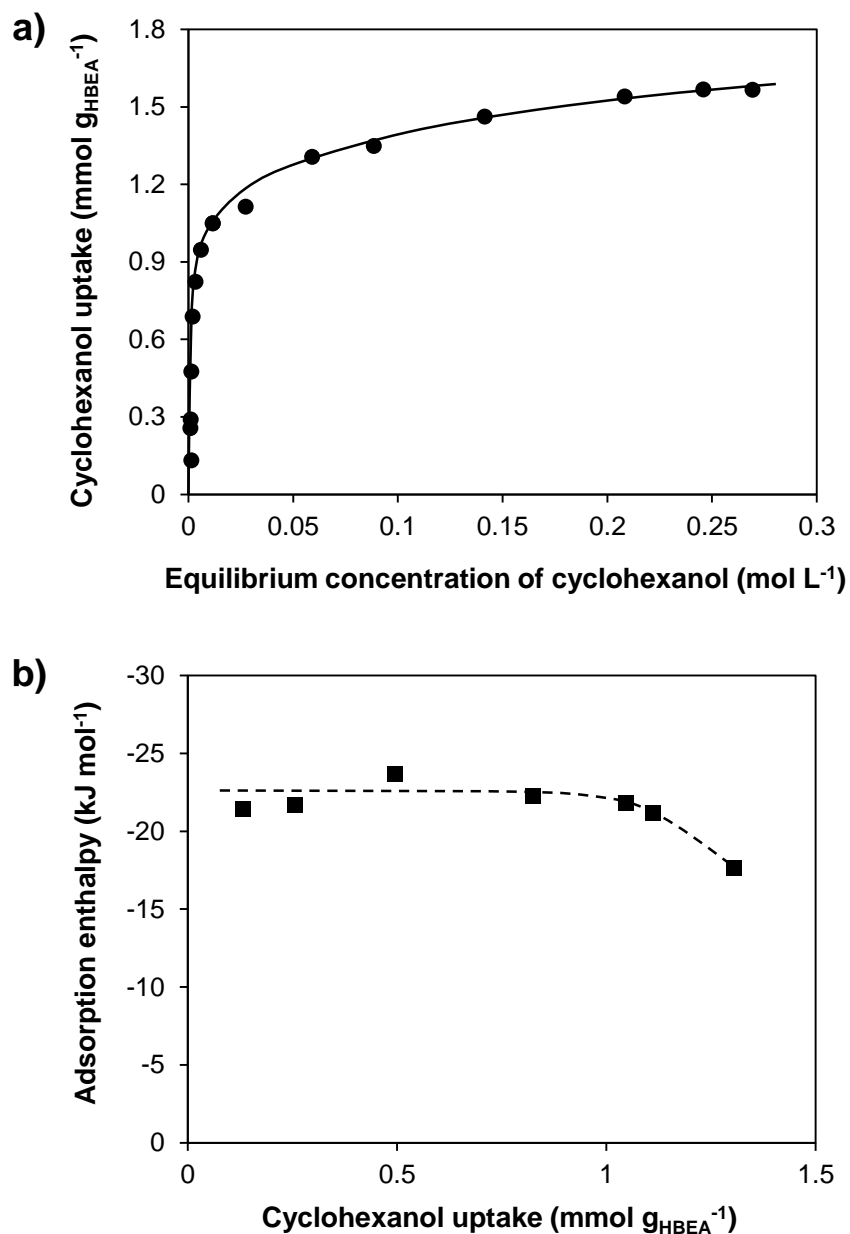 a)
Cyclohexanol uptake (mmol g_HBEA^-1)
1.8
1.5
1.2
0.9
0.6
0.3
0
0 0.05 0.1 0.15 0.2 0.25 0.3
Equilibrium concentration of cyclohexanol (mol L^-1)
b)
Adsorption enthalpy (kJ mol^-1)
-30
-25
-20
-15
-10
-5
0
0 0.5 1 1.5
Cyclohexanol uptake (mmol g_HBEA^-1)